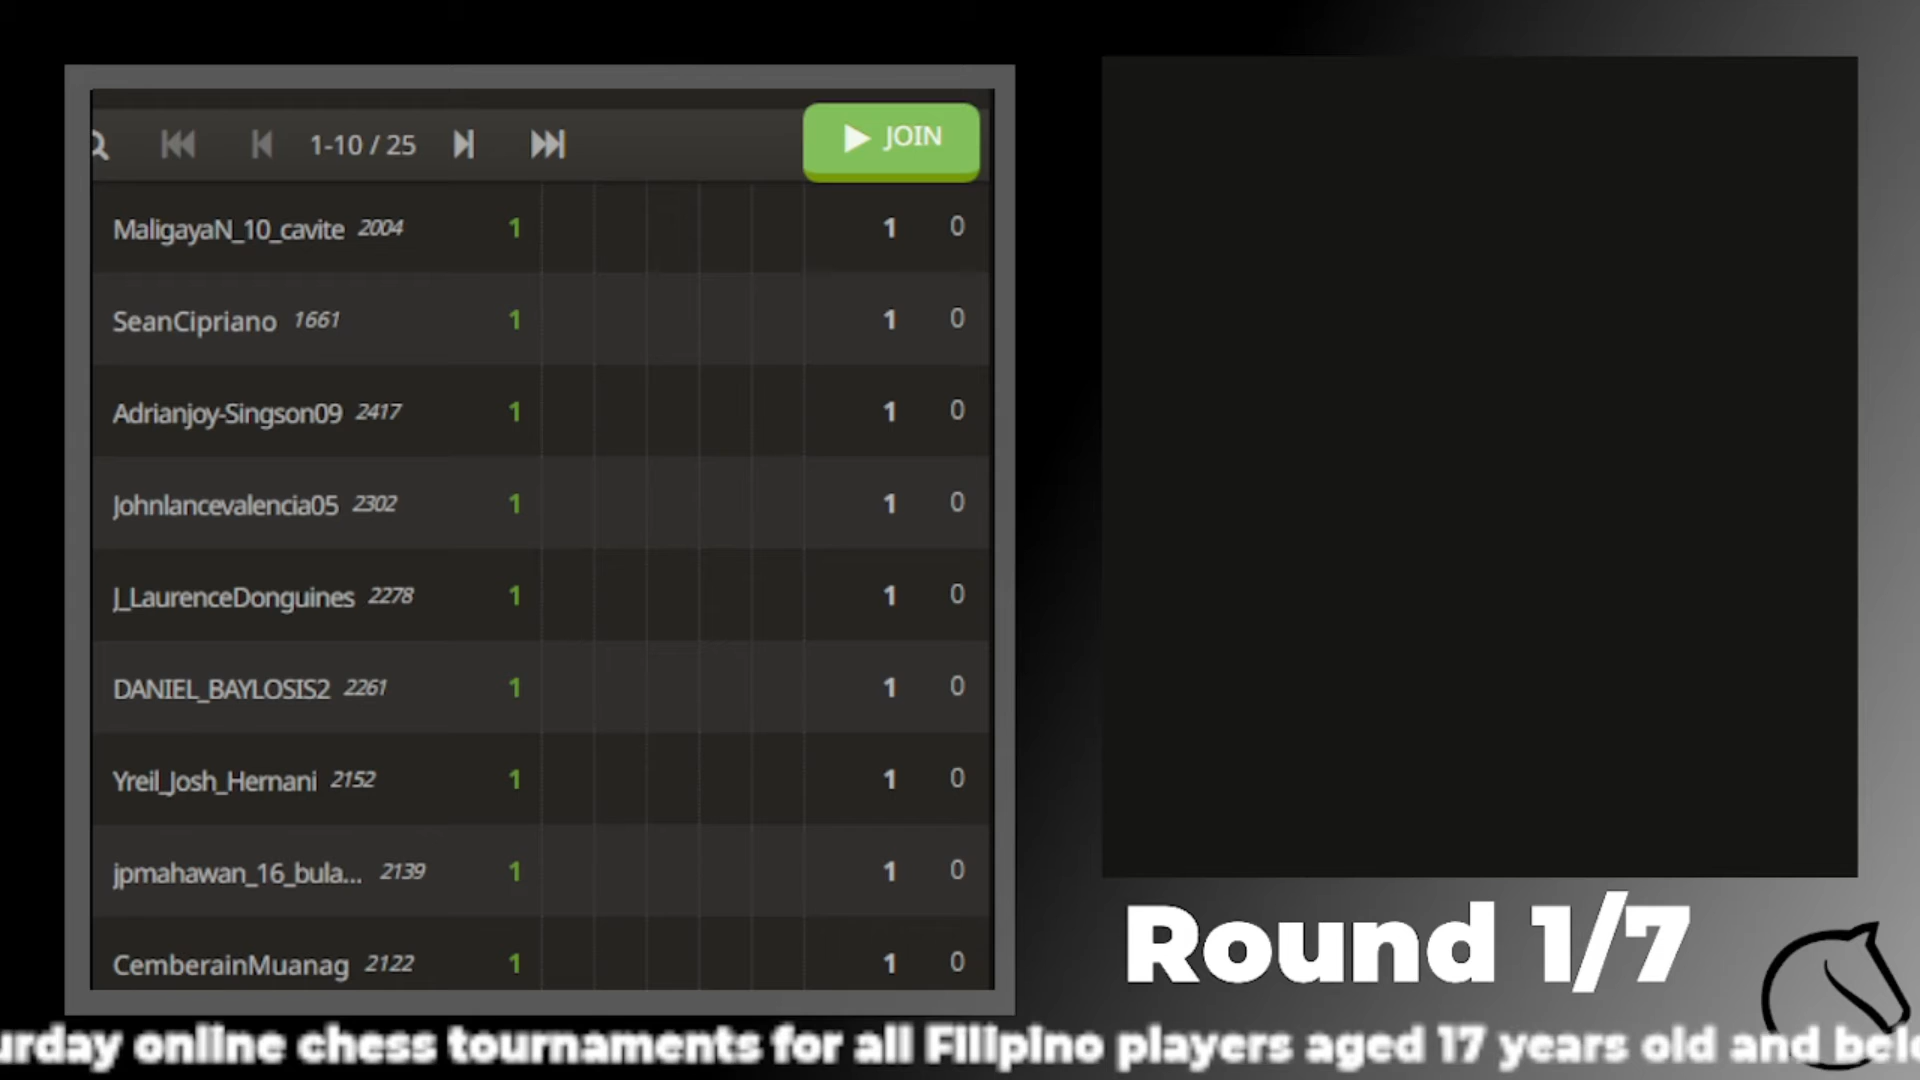 1-10 / 25
JOIN
MaligayaN_10_cavite 2004 1 1 0
SeanCipriano 1661 1 1 0
Adrianjoy-Singson09 2417 1 1 0
Johnlancevalencia05 2302 1 1 0
J_LaurenceDonguines 2278 1 1 0
DANIEL_BAYLOSIS2 2261 1 1 0
Yreil_Josh_Hernani 2152 1 1 0
jpmahawan_16_bula... 2139 1 1 0
CemberainMuanag 2122 1 1 0
Round 1/7
urday online chess tournaments for all Filipino players aged 17 years old and belo